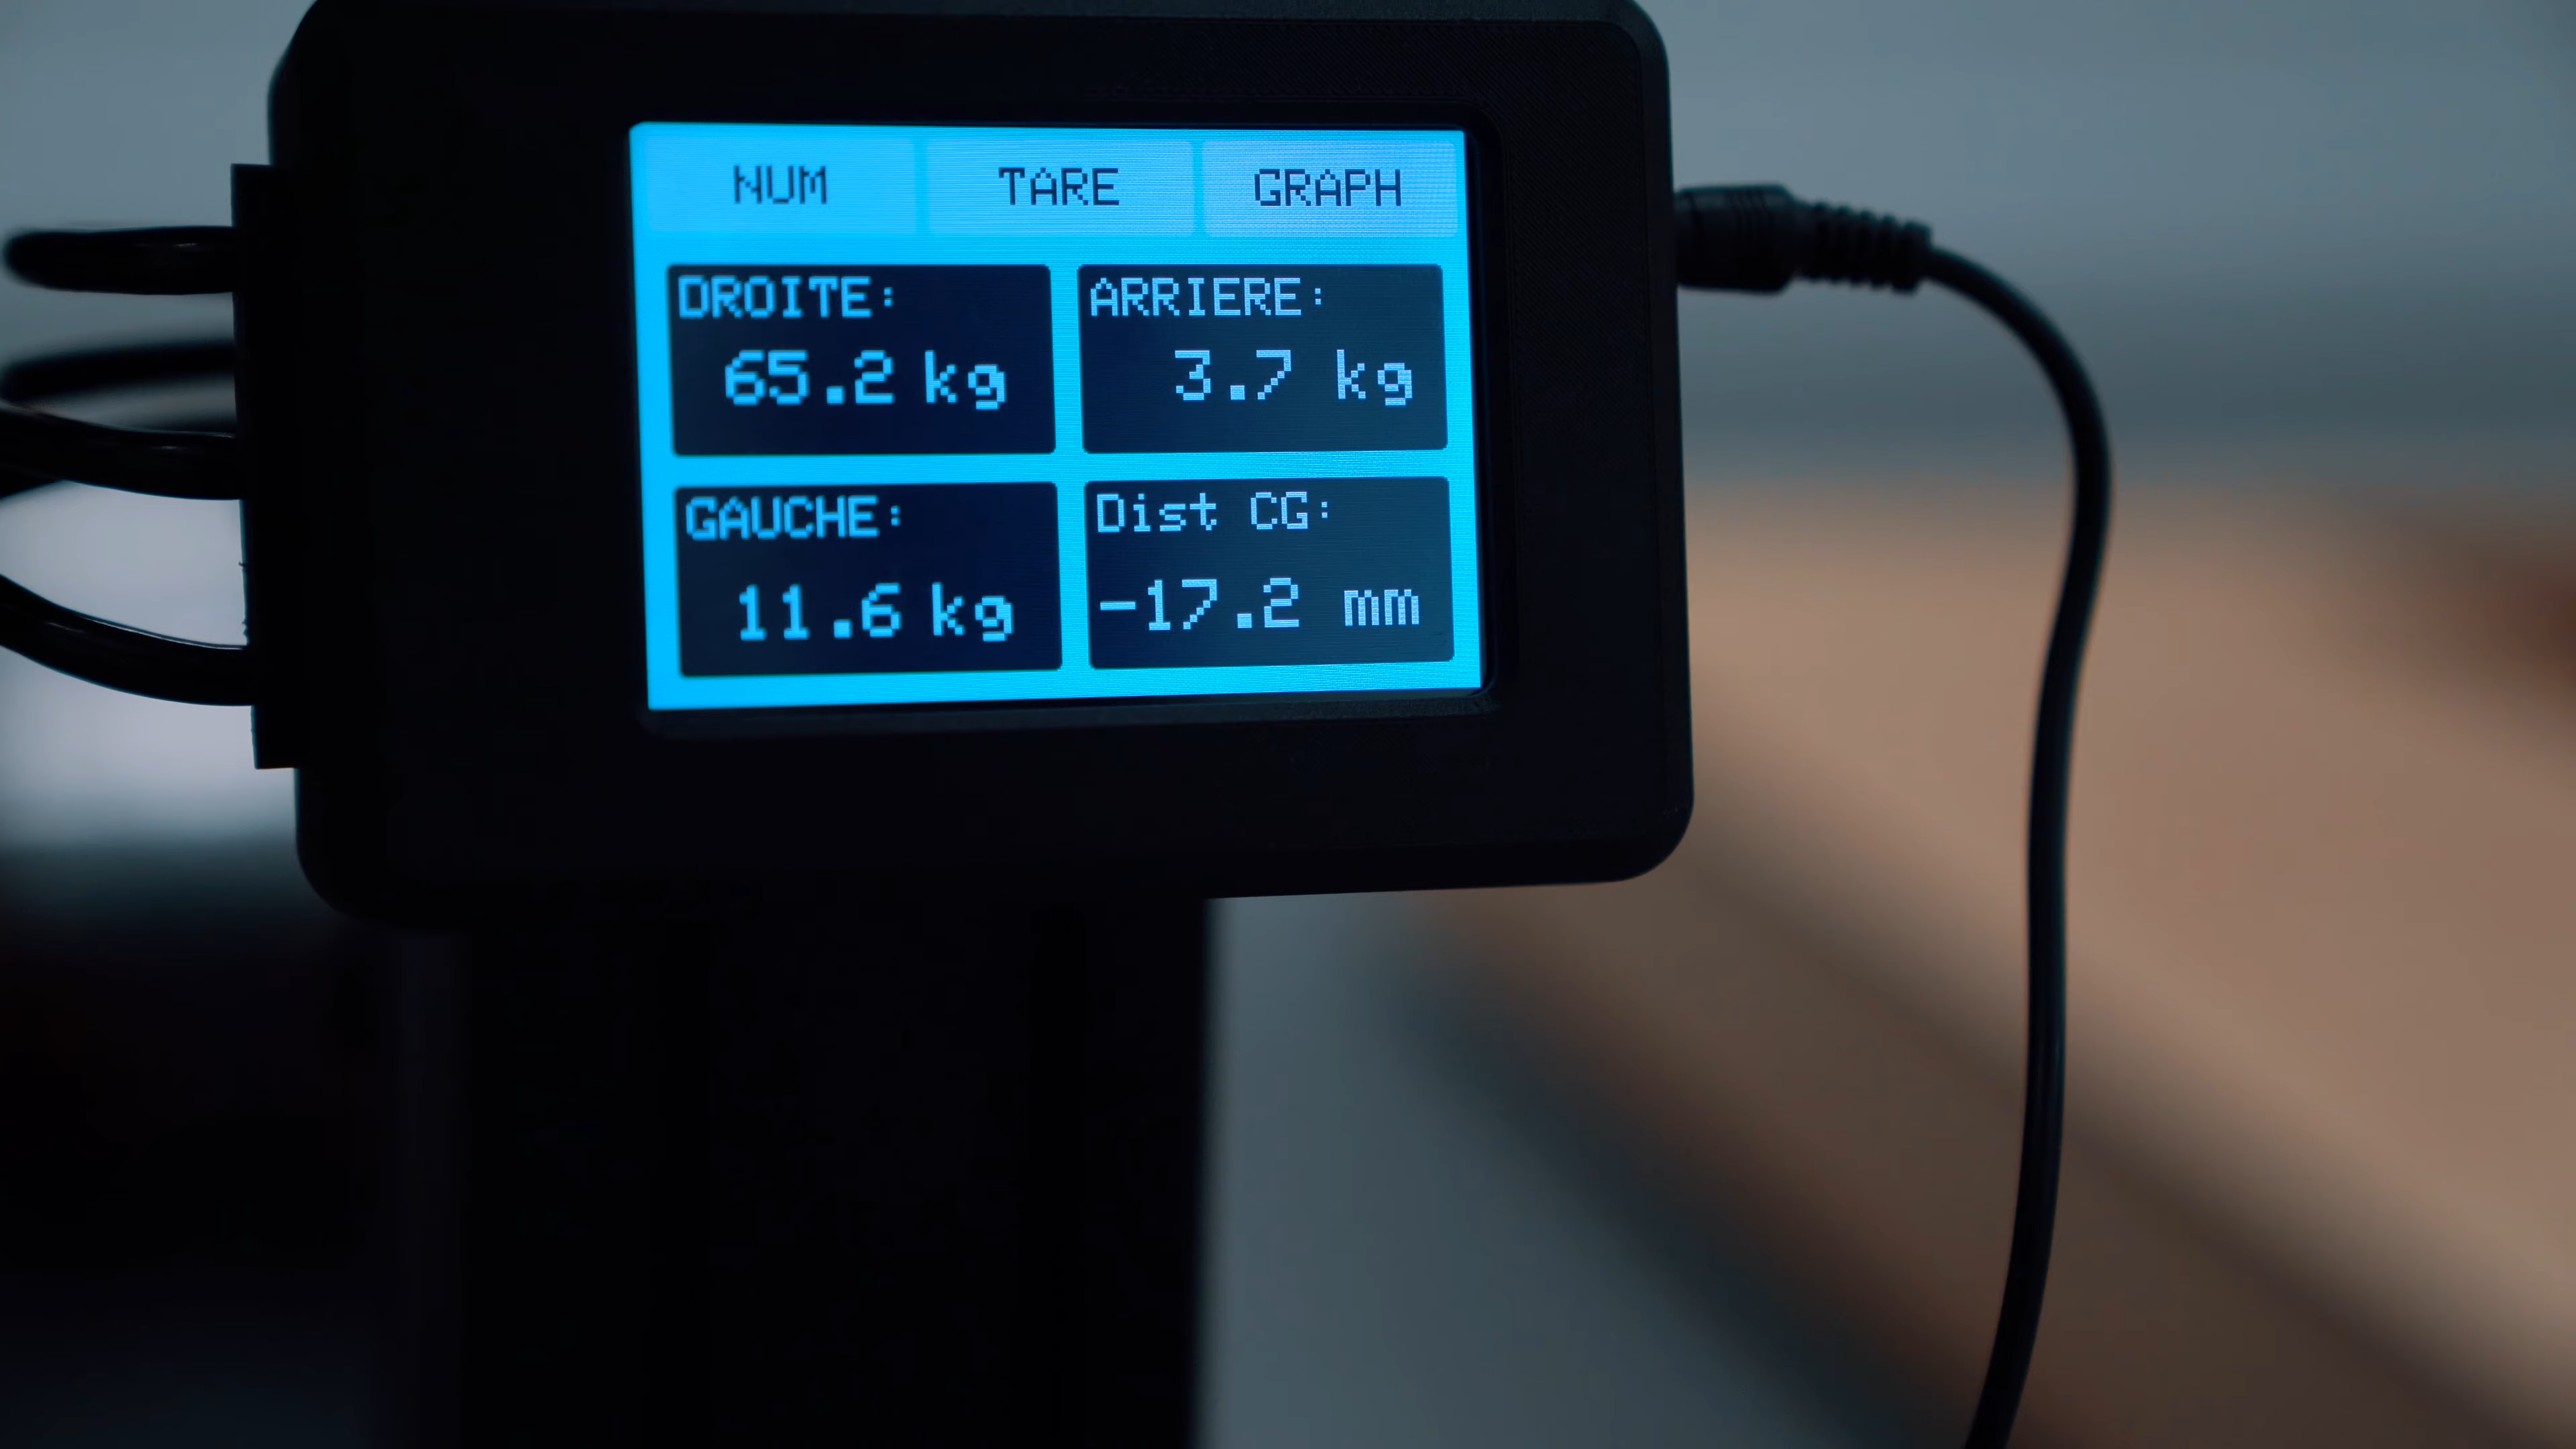 NUM TARE GRAPH
DROITE:
65.2 kg
ARRIERE:
3.7 kg
GAUCHE:
11.6 kg
Dist CG:
-17.2 mm